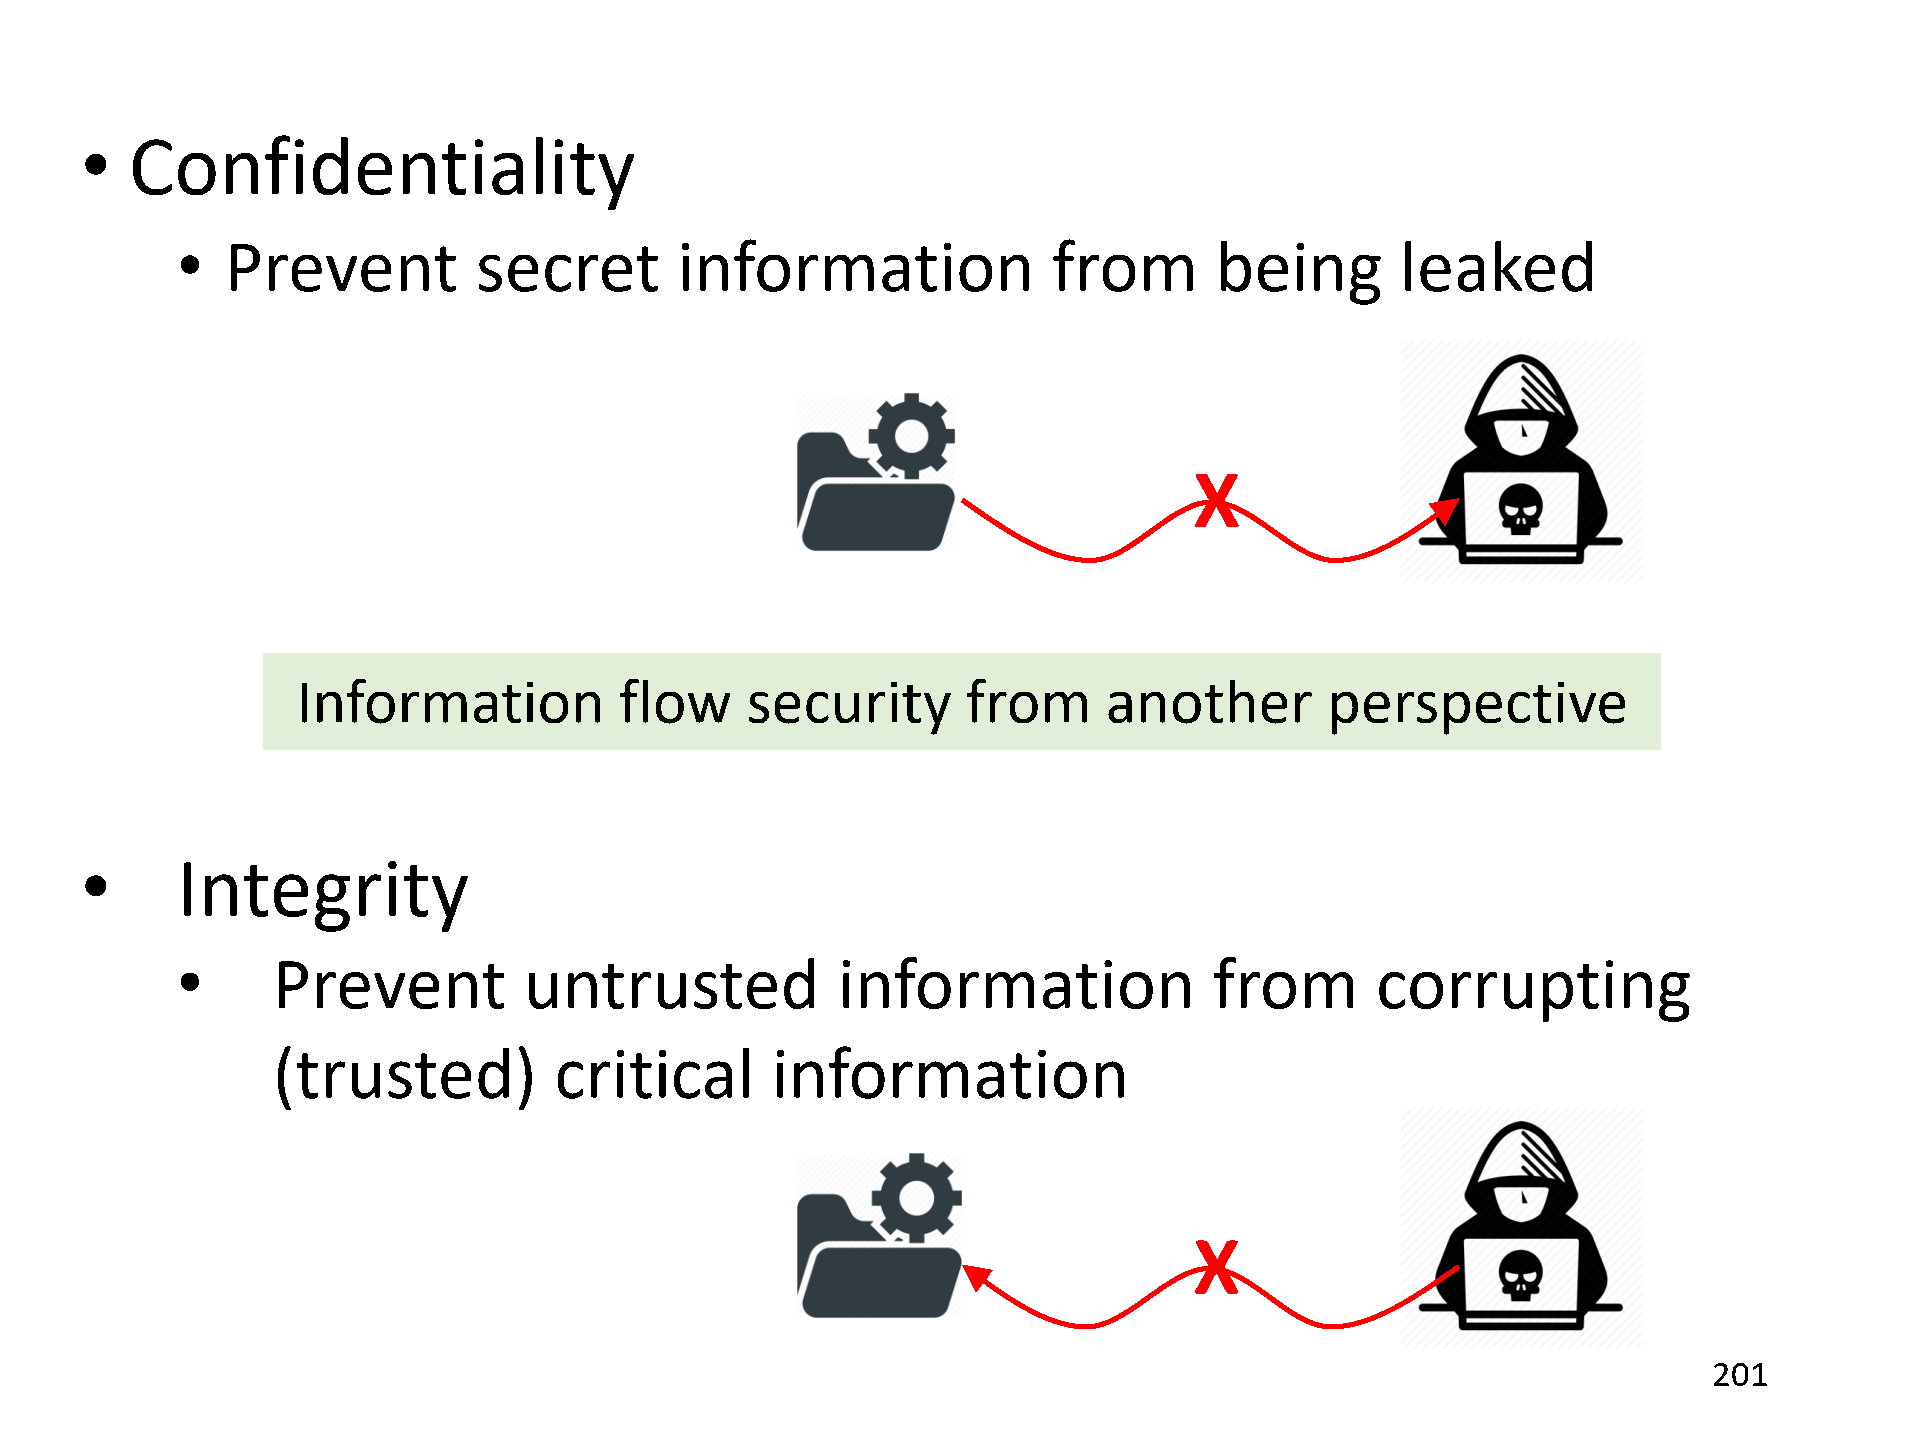 • Confidentiality
• Prevent secret information from being leaked
X
Information flow security from another perspective
• Integrity
• Prevent untrusted information from corrupting
(trusted) critical information
X
201